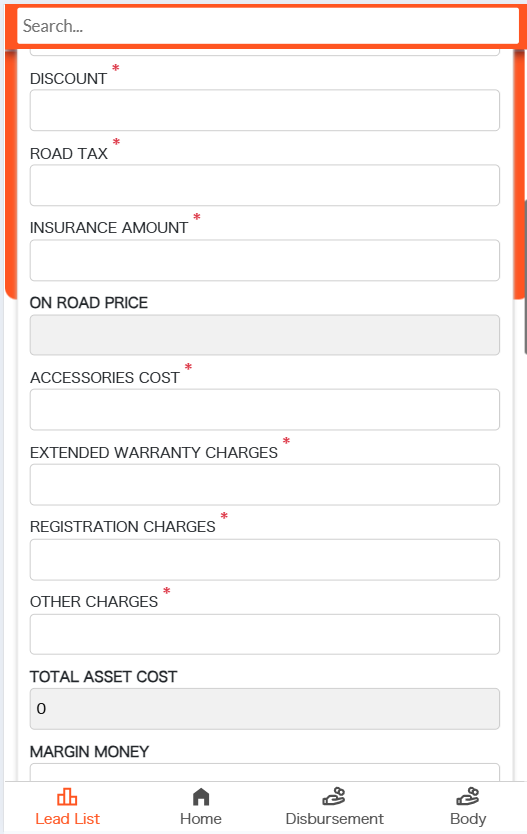 Search...
DISCOUNT *
ROAD TAX *
INSURANCE AMOUNT *
ON ROAD PRICE
ACCESSORIES COST *
EXTENDED WARRANTY CHARGES *
REGISTRATION CHARGES *
OTHER CHARGES *
TOTAL ASSET COST
0
MARGIN MONEY
Lead List Home Disbursement Body